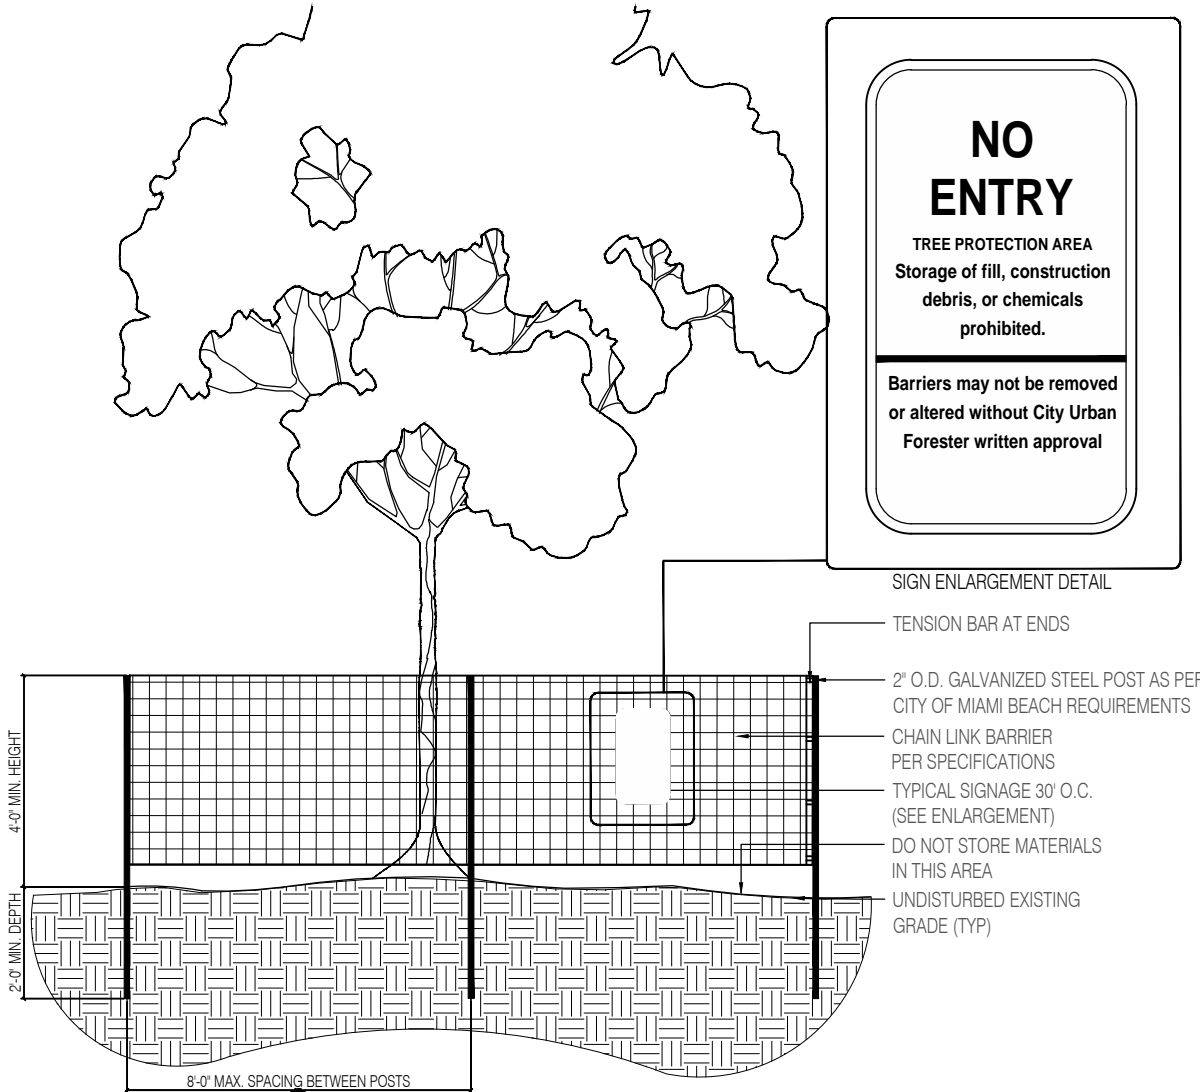 NO
ENTRY
TREE PROTECTION AREA
Storage of fill, construction
debris, or chemicals
prohibited.
Barriers may not be removed
or altered without City Urban
Forester written approval
SIGN ENLARGEMENT DETAIL
TENSION BAR AT ENDS
2" O.D. GALVANIZED STEEL POST AS PER
CITY OF MIAMI BEACH REQUIREMENTS
CHAIN LINK BARRIER
PER SPECIFICATIONS
TYPICAL SIGNAGE 30' O.C.
(SEE ENLARGEMENT)
DO NOT STORE MATERIALS
IN THIS AREA
UNDISTURBED EXISTING
GRADE (TYP)
4'-0" MIN. HEIGHT
2'-0" MIN. DEPTH
8'-0" MAX. SPACING BETWEEN POSTS